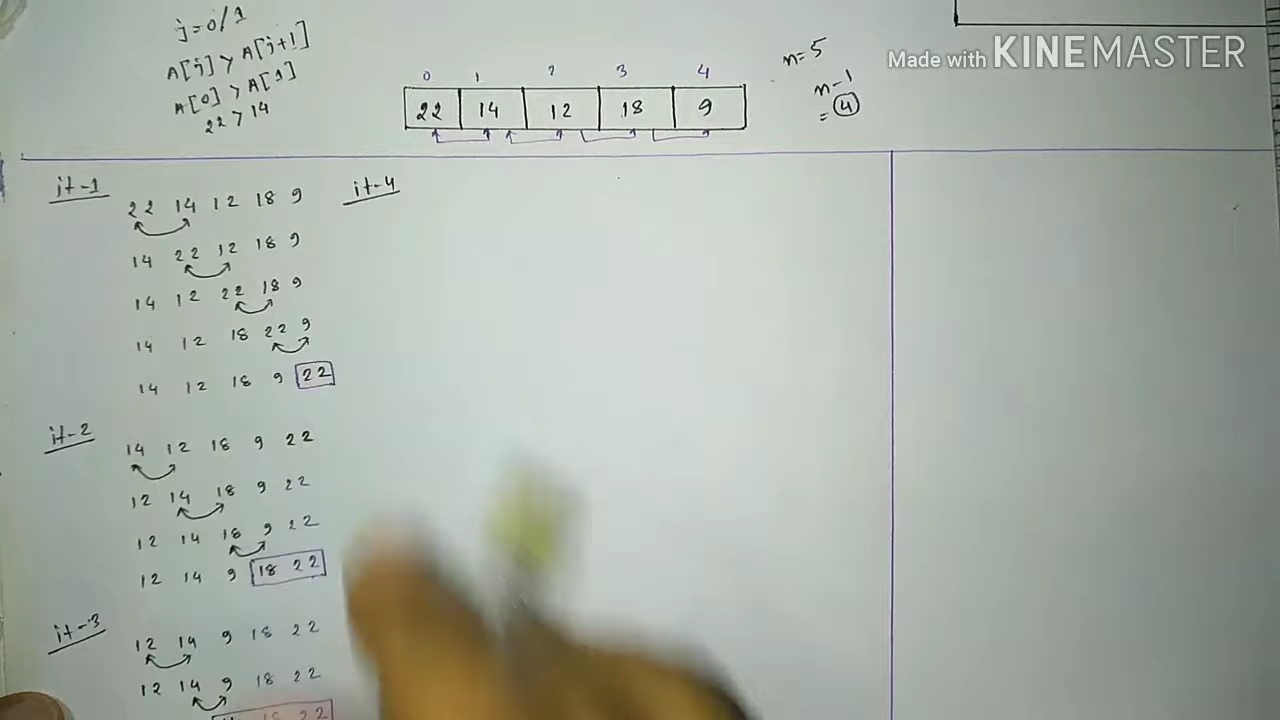 j=0/1
A[j] > A[j+1]
A[0] > A[1]
22 > 14
0 1 2 3 4
22 14 12 18 9
n=5
n-1
= 4
Made with KINEMASTER
it-1
22 14 12 18 9
14 22 12 18 9
14 12 22 18 9
14 12 18 22 9
14 12 18 9 22
it-2
14 12 18 9 22
12 14 18 9 22
12 14 18 9 22
12 14 9 18 22
it-3
12 14 9 18 22
12 14 9 18 22
18 22
it-4